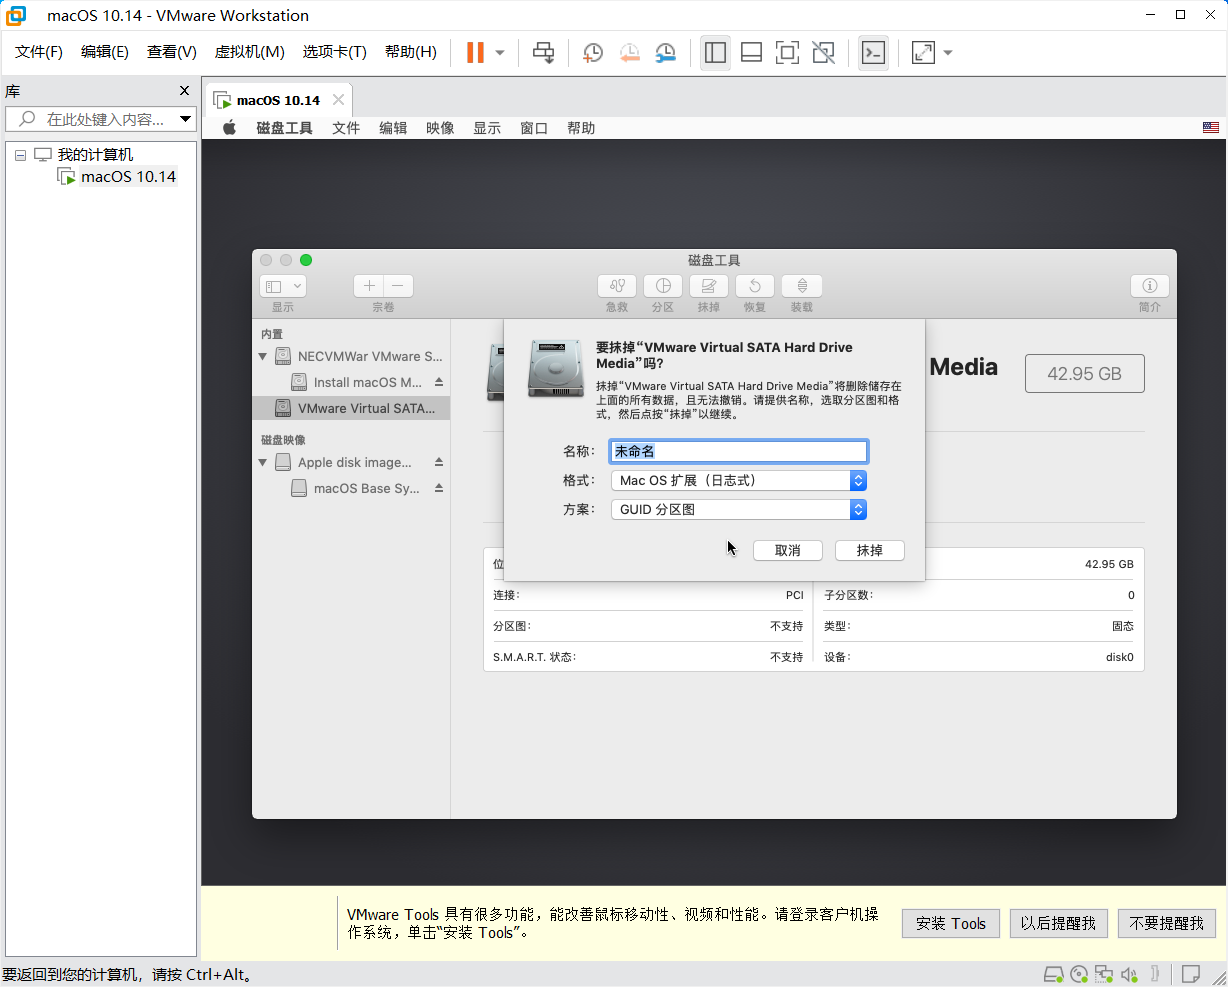 macOS 10.14 - VMware Workstation
文件(F) 编辑(E) 查看(V) 虚拟机(M) 选项卡(T) 帮助(H)
库
在此处键入内容...
我的计算机
macOS 10.14
macOS 10.14
磁盘工具 文件 编辑 映像 显示 窗口 帮助
磁盘工具
显示 宗卷 急救 分区 抹掉 恢复 装载 简介
内置
NECVMWar VMware S...
Install macOS M...
VMware Virtual SATA...
磁盘映像
Apple disk image...
macOS Base Sy...
Media
42.95 GB
要抹掉“VMware Virtual SATA Hard Drive
Media”吗?
抹掉“VMware Virtual SATA Hard Drive Media”将删除储存在
上面的所有数据，且无法撤销。请提供名称，选取分区图和格
式，然后点按“抹掉”以继续。
名称： 未命名
格式： Mac OS 扩展（日志式）
方案： GUID 分区图
取消 抹掉
位 42.95 GB
连接： PCI 子分区数： 0
分区图： 不支持 类型： 固态
S.M.A.R.T. 状态： 不支持 设备： disk0
VMware Tools 具有很多功能，能改善鼠标移动性、视频和性能。请登录客户机操
作系统，单击“安装 Tools”。
安装 Tools 以后提醒我 不要提醒我
要返回到您的计算机，请按 Ctrl+Alt。